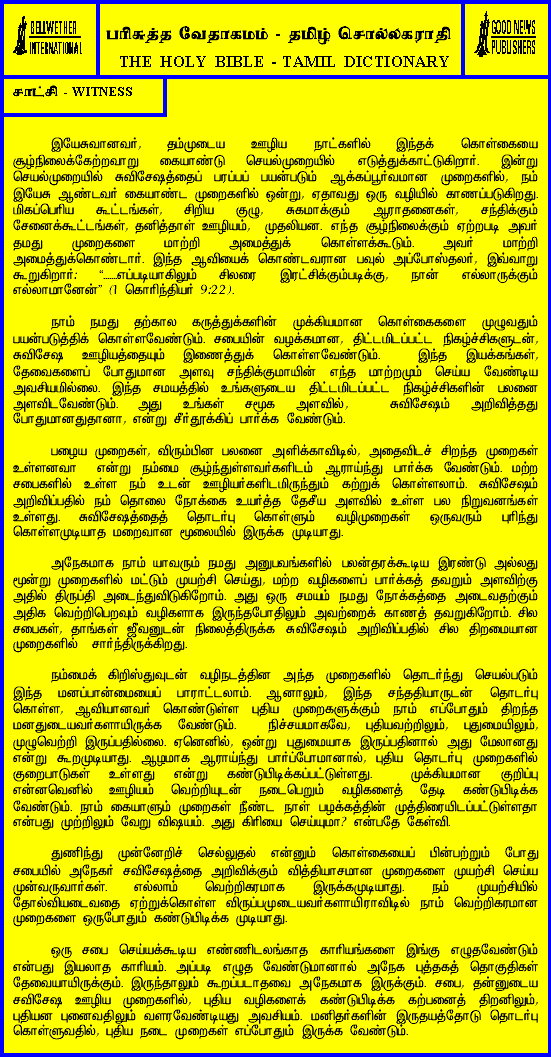 BELLWETHER
INTERNATIONAL
பரிசுத்த வேதாகமம் - தமிழ் சொல்லகராதி
THE HOLY BIBLE - TAMIL DICTIONARY
GOOD NEWS
PUBLISHERS
சாட்சி - WITNESS
இயேசுவானவர், தம்முடைய ஊழிய நாட்களில் இந்தக் கொள்கையை
சூழ்நிலைக்கேற்றவாறு கையாண்டு செயல்முறையில் எடுத்துக்காட்டுகிறார். இன்று
செயல்முறையில் சுவிசேஷத்தைப் பரப்பப் பயன்படும் ஆக்கப்பூர்வமான முறைகளில், நம்
இயேசு ஆண்டவர் கையாண்ட முறைகளில் ஒன்று, ஏதாவது ஒரு வழியில் காணப்படுகிறது.
மிகப்பெரிய கூட்டங்கள், சிறிய குழு, சுகமாக்கும் ஆராதனைகள், சந்திக்கும்
சேனைக்கூட்டங்கள், தனித்தாள் ஊழியம், முதலியன. எந்த சூழ்நிலைக்கும் ஏற்றபடி அவர்
தமது முறைகளை மாற்றி அமைத்துக் கொள்ளக்கூடும். அவர் மாற்றி
அமைத்துக்கொண்டார். இந்த ஆவியைக் கொண்டவரான பவுல் அப்போஸ்தலர், இவ்வாறு
கூறுகிறார்: “......எப்படியாகிலும் சிலரை இரட்சிக்கும்படிக்கு, நான் எல்லாருக்கும்
எல்லாமானேன்” (1 கொரிந்தியர் 9:22).
நாம் நமது தற்கால கருத்துக்களின் முக்கியமான கொள்கைகளை முழுவதும்
பயன்படுத்திக் கொள்ளவேண்டும். சபையின் வழக்கமான, திட்டமிடப்பட்ட நிகழ்ச்சிகளுடன்,
சுவிசேஷ ஊழியத்தையும் இணைத்துக் கொள்ளவேண்டும். இந்த இயக்கங்கள்,
தேவைகளைப் போதுமான அளவு சந்திக்குமாயின் எந்த மாற்றமும் செய்ய வேண்டிய
அவசியமில்லை. இந்த சமயத்தில் உங்களுடைய திட்டமிடப்பட்ட நிகழ்ச்சிகளின் பலனை
அளவிடவேண்டும். அது உங்கள் சமூக அளவில், சுவிசேஷம் அறிவித்தது
போதுமானதுதானா, என்று சீர்தூக்கிப் பார்க்க வேண்டும்.
பழைய முறைகள், விரும்பின பலனை அளிக்காவிடில், அதைவிடச் சிறந்த முறைகள்
உள்ளனவா என்று நம்மை சூழ்ந்துள்ளவர்களிடம் ஆராய்ந்து பார்க்க வேண்டும். மற்ற
சபைகளில் உள்ள நம் உடன் ஊழியர்களிடமிருந்தும் கற்றுக் கொள்ளலாம். சுவிசேஷம்
அறிவிப்பதில் நம் தொலை நோக்கை உயர்த்த தேசீய அளவில் உள்ள பல நிறுவனங்கள்
உள்ளது. சுவிசேஷத்தைத் தொடர்பு கொள்ளும் வழிமுறைகள் ஒருவரும் புரிந்து
கொள்ளமுடியாத மறைவான மூலையில் இருக்க முடியாது.
அநேகமாக நாம் யாவரும் நமது அனுபவங்களில் பலன்தரக்கூடிய இரண்டு அல்லது
மூன்று முறைகளில் மட்டும் முயற்சி செய்து, மற்ற வழிகளைப் பார்க்கத் தவறும் அளவிற்கு
அதில் திருப்தி அடைந்துவிடுகிறோம். அது ஒரு சமயம் நமது நோக்கத்தை அடைவதற்கும்
அதிக வெற்றிபெறவும் வழிகளாக இருந்தபோதிலும் அவற்றைக் காணத் தவறுகிறோம். சில
சபைகள், தாங்கள் ஜீவனுடன் நிலைத்திருக்க சுவிசேஷம் அறிவிப்பதில் சில திறமையான
முறைகளில் சார்ந்திருக்கிறது.
நம்மைக் கிறிஸ்துவுடன் வழிநடத்தின அந்த முறைகளில் தொடர்ந்து செயல்படும்
இந்த மனப்பான்மையைப் பாராட்டலாம். ஆனாலும், இந்த சந்ததியாருடன் தொடர்பு
கொள்ள, ஆவியானவர் கொண்டுள்ள புதிய முறைகளுக்கும் நாம் எப்போதும் திறந்த
மனதுடையவர்களாயிருக்க வேண்டும். நிச்சயமாகவே, புதியவற்றிலும், புதுமையிலும்,
முழுவெற்றி இருப்பதில்லை. ஏனெனில், ஒன்று புதுமையாக இருப்பதினால் அது மேலானது
என்று கூறமுடியாது. ஆழமாக ஆராய்ந்து பார்ப்போமானால், புதிய தொடர்பு முறைகளில்
குறைபாடுகள் உள்ளது என்று கண்டுபிடிக்கப்பட்டுள்ளது. முக்கியமான குறிப்பு
என்னவெனில் ஊழியம் வெற்றியுடன் நடைபெறும் வழிகளைத் தேடி கண்டுபிடிக்க
வேண்டும். நாம் கையாளும் முறைகள் நீண்ட நாள் பழக்கத்தின் முத்திரையிடப்பட்டுள்ளதா
என்பது முற்றிலும் வேறு விஷயம். அது கிரியை செய்யுமா? என்பதே கேள்வி.
துணிந்து முன்னேறிச் செல்லுதல் என்னும் கொள்கையைப் பின்பற்றும் போது
சபையில் அநேகர் சவிசேஷத்தை அறிவிக்கும் வித்தியாசமான முறைகளை முயற்சி செய்ய
முன்வருவார்கள். எல்லாம் வெற்றிகரமாக இருக்கமுடியாது. நம் முயற்சியில்
தோல்வியடைவதை ஏற்றுக்கொள்ள விருப்பமுடையவர்களாயிராவிடில் நாம் வெற்றிகரமான
முறைகளை ஒருபோதும் கண்டுபிடிக்க முடியாது.
ஒரு சபை செய்யக்கூடிய எண்ணிடலங்காத காரியங்களை இங்கு எழுதவேண்டும்
என்பது இயலாத காரியம். அப்படி எழுத வேண்டுமானால் அநேக புத்தகத் தொகுதிகள்
தேவையாயிருக்கும். இருந்தாலும் கூறப்படாதவை அநேகமாக இருக்கும். சபை, தன்னுடைய
சவிசேஷ ஊழிய முறைகளில், புதிய வழிகளைக் கண்டுபிடிக்க கற்பனைத் திறனிலும்,
புதியன புனைவதிலும் வளரவேண்டியது அவசியம். மனிதர்களின் இருதயத்தோடு தொடர்பு
கொள்ளுவதில், புதிய நடை முறைகள் எப்போதும் இருக்க வேண்டும்.